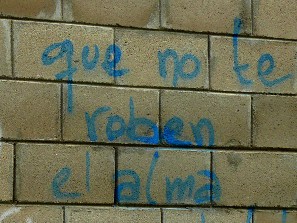 que no te
roben
el alma